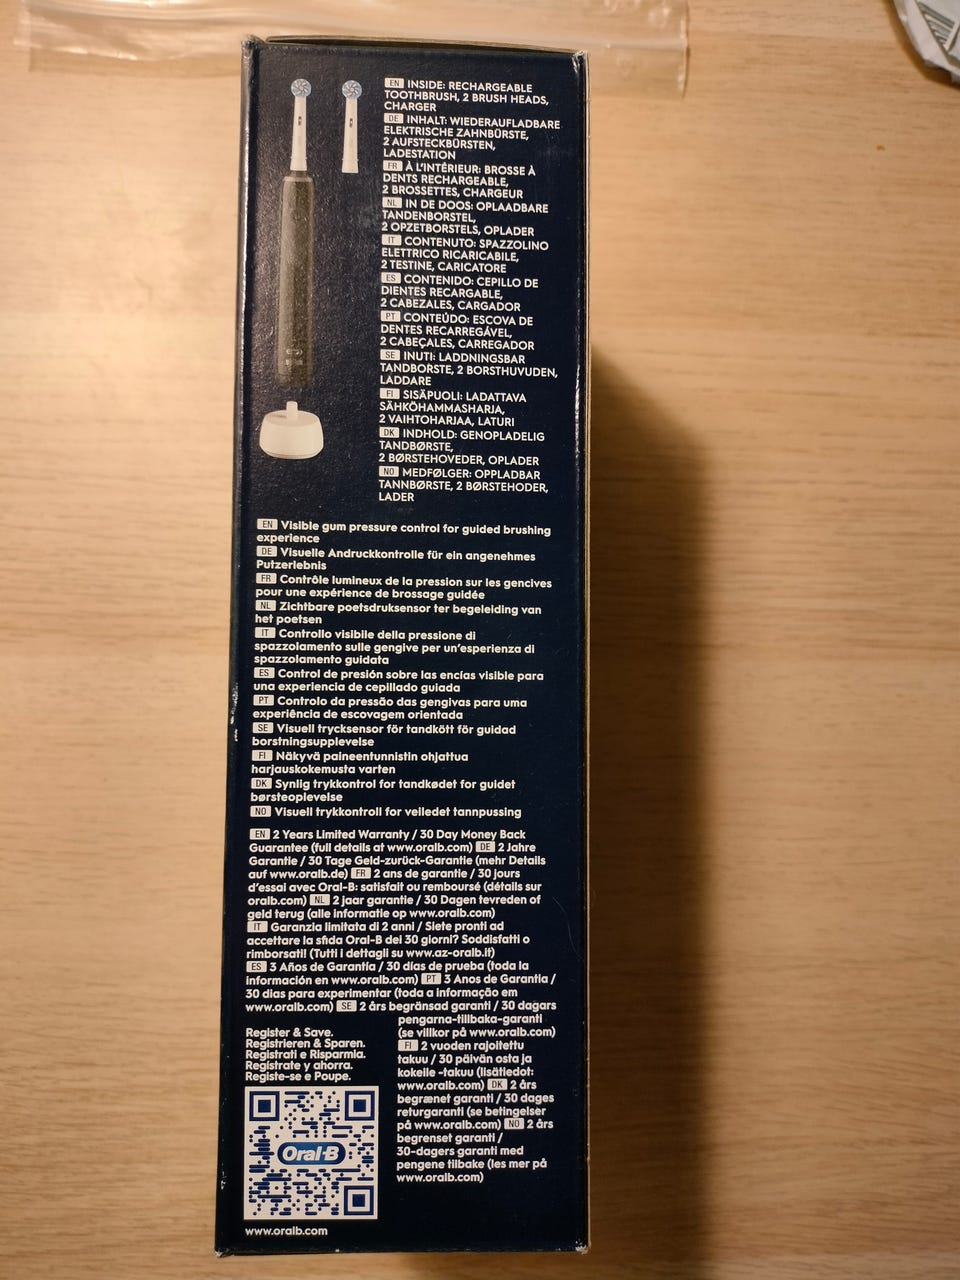 EN INSIDE: RECHARGEABLE
TOOTHBRUSH, 2 BRUSH HEADS,
CHARGER
DE INHALT: WIEDERAUFLADBARE
ELEKTRISCHE ZAHNBÜRSTE,
2 AUFSTECKBÜRSTEN,
LADESTATION
FR À L'INTÉRIEUR: BROSSE À
DENTS RECHARGEABLE,
2 BROSSETTES, CHARGEUR
NL IN DE DOOS: OPLAADBARE
TANDENBORSTEL,
2 OPZETBORSTELS, OPLADER
IT CONTENUTO: SPAZZOLINO
ELETTRICO RICARICABILE,
2 TESTINE, CARICATORE
ES CONTENIDO: CEPILLO DE
DIENTES RECARGABLE,
2 CABEZALES, CARGADOR
PT CONTEÚDO: ESCOVA DE
DENTES RECARREGÁVEL,
2 CABEÇALES, CARREGADOR
SE INUTI: LADDNINGSBAR
TANDBORSTE, 2 BORSTHUVUDEN,
LADDARE
FI SISÄPUOLI: LADATTAVA
SÄHKÖHAMMASHARJA,
2 VAIHTOHARJAA, LATURI
DK INDHOLD: GENOPLADELIG
TANDBØRSTE,
2 BØRSTEHOVEDER, OPLADER
NO MEDFØLGER: OPPLADBAR
TANNBØRSTE, 2 BØRSTEHODER,
LADER
EN Visible gum pressure control for guided brushing
experience
DE Visuelle Andruckkontrolle für ein angenehmes
Putzerlebnis
FR Contrôle lumineux de la pression sur les gencives
pour une expérience de brossage guidée
NL Zichtbare poetsdruksensor ter begeleiding van
het poetsen
IT Controllo visibile della pressione di
spazzolamento sulle gengive per un'esperienza di
spazzolamento guidata
ES Control de presión sobre las encías visible para
una experiencia de cepillado guiada
PT Controlo da pressão das gengivas para uma
experiência de escovagem orientada
SE Visuell trycksensor för tandkött för guidad
borstningsupplevelse
FI Näkyvä paineentunnistin ohjattua
harjauskokemusta varten
DK Synlig trykkontrol for tandkødet for guidet
børsteoplevelse
NO Visuell trykkontroll for veiledet tannpussing
EN 2 Years Limited Warranty / 30 Day Money Back
Guarantee (full details at www.oralb.com) DE 2 Jahre
Garantie / 30 Tage Geld-zurück-Garantie (mehr Details
auf www.oralb.de) FR 2 ans de garantie / 30 jours
d'essai avec Oral-B: satisfait ou remboursé (détails sur
oralb.com) NL 2 jaar garantie / 30 Dagen tevreden of
geld terug (alle informatie op www.oralb.com)
IT Garanzia limitata di 2 anni / Siete pronti ad
accettare la sfida Oral-B dei 30 giorni? Soddisfatti o
rimborsati! (Tutti i dettagli su www.az-oralb.it)
ES 3 Años de Garantía / 30 días de prueba (toda la
información en www.oralb.com) PT 3 Anos de Garantia /
30 dias para experimentar (toda a informação em
www.oralb.com) SE 2 års begränsad garanti / 30 dagars
pengarna-tillbaka-garanti
(se villkor på www.oralb.com)
FI 2 vuoden rajoitettu
takuu / 30 päivän osta ja
kokeile -takuu (lisätiedot:
www.oralb.com) DK 2 års
begrænset garanti / 30 dages
returgaranti (se betingelser
på www.oralb.com) NO 2 års
begrenset garanti /
30-dagers garanti med
pengene tilbake (les mer på
www.oralb.com)
Register & Save.
Registrieren & Sparen.
Registrati e Risparmia.
Regístrate y ahorra.
Registe-se e Poupe.
Oral-B
www.oralb.com